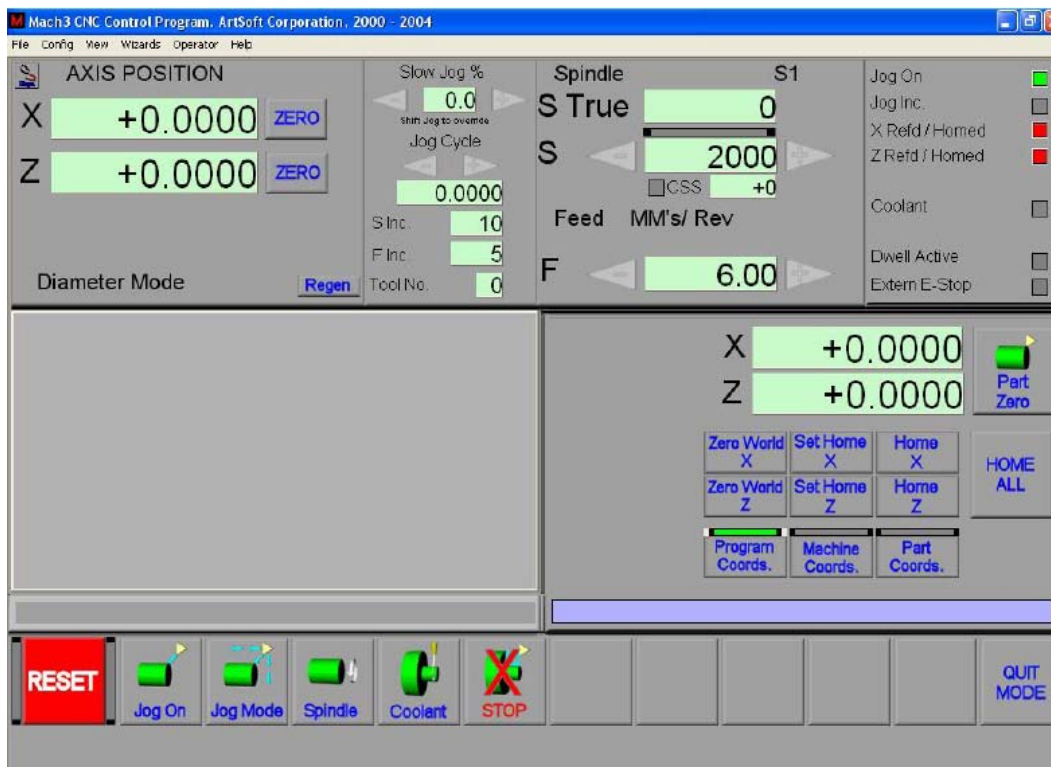 Mach3 CNC Control Program. ArtSoft Corporation, 2000 - 2004
File Config View Wizards Operator Help
AXIS POSITION
X +0.0000 ZERO
Z +0.0000 ZERO
Diameter Mode Regen
Slow Jog %
0.0
Shift Jog to override
Jog Cycle
0.0000
S Inc. 10
F Inc. 5
Tool No. 0
Spindle S1
S True 0
S 2000
CSS +0
Feed MM's/ Rev
F 6.00
Jog On
Jog Inc.
X Refd / Homed
Z Refd / Homed
Coolant
Dwell Active
Extern E-Stop
X +0.0000
Z +0.0000
Part
Zero
Zero World
X
Set Home
X
Home
X
Zero World
Z
Set Home
Z
Home
Z
HOME
ALL
Program
Coords.
Machine
Coords.
Part
Coords.
RESET
Jog On
Jog Mode
Spindle
Coolant
STOP
QUIT
MODE